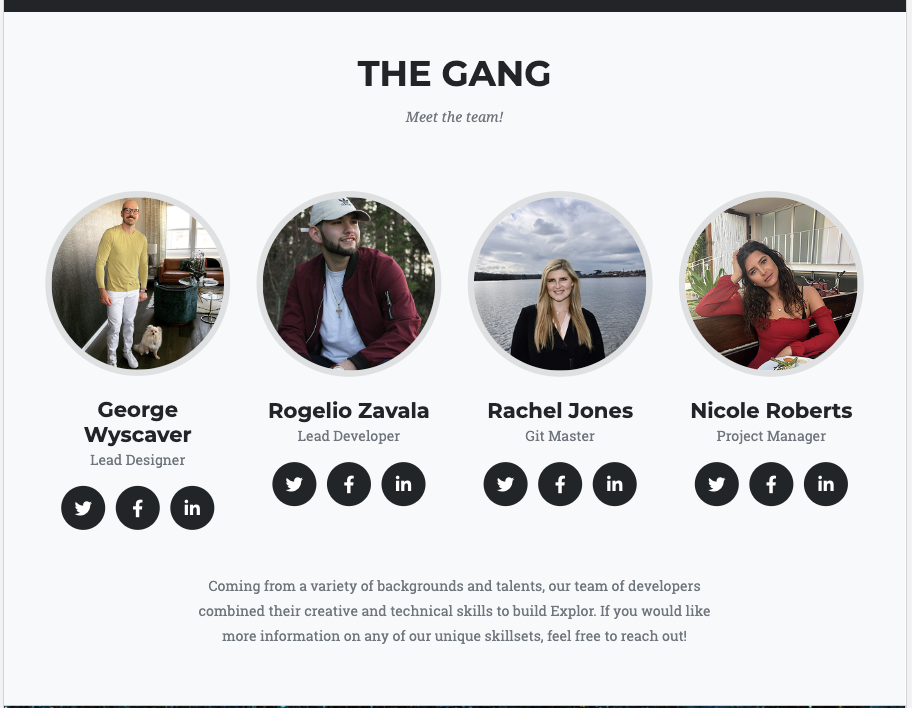 THE GANG
Meet the team!
George
Wyscaver
Lead Designer
Rogelio Zavala
Lead Developer
Rachel Jones
Git Master
Nicole Roberts
Project Manager
Coming from a variety of backgrounds and talents, our team of developers
combined their creative and technical skills to build Explor. If you would like
more information on any of our unique skillsets, feel free to reach out!